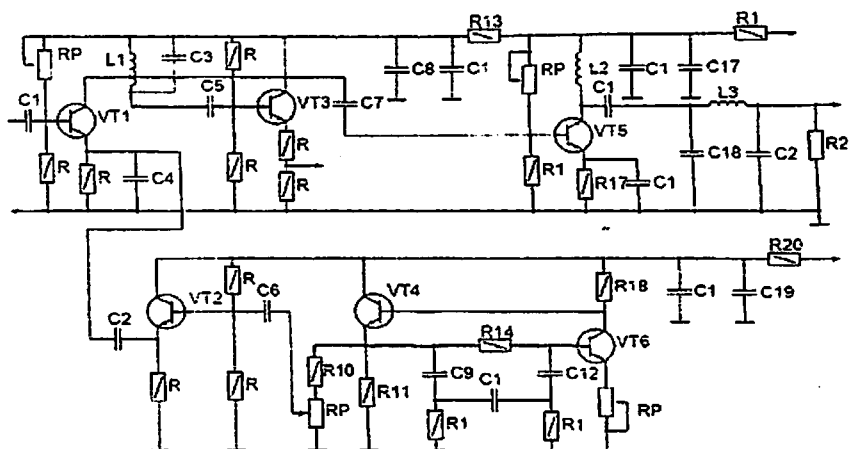 R13
R1
RP
L1
C3
R
C8
C1
RP
L2
C1
C17
C1
VT1
C5
VT3
C7
C1
VT5
L3
R
R
C4
R
R
R
R1
R17
C1
C18
C2
R2
R20
R
C6
VT2
VT4
R18
C1
C19
C2
R14
VT6
R
R
R10
RP
R11
C9
C1
C12
RP
R1
R1